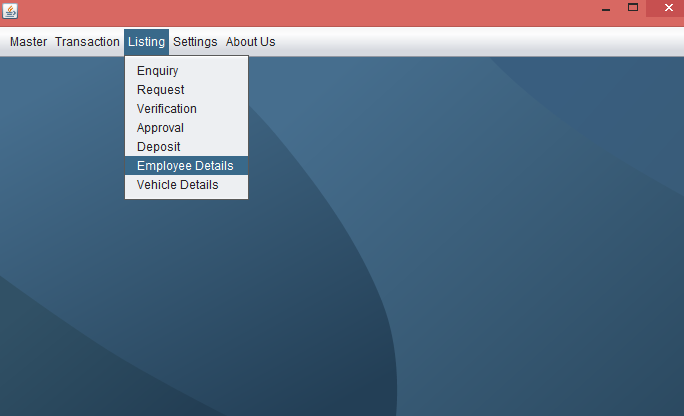 Master Transaction Listing Settings About Us
Enquiry
Request
Verification
Approval
Deposit
Employee Details
Vehicle Details